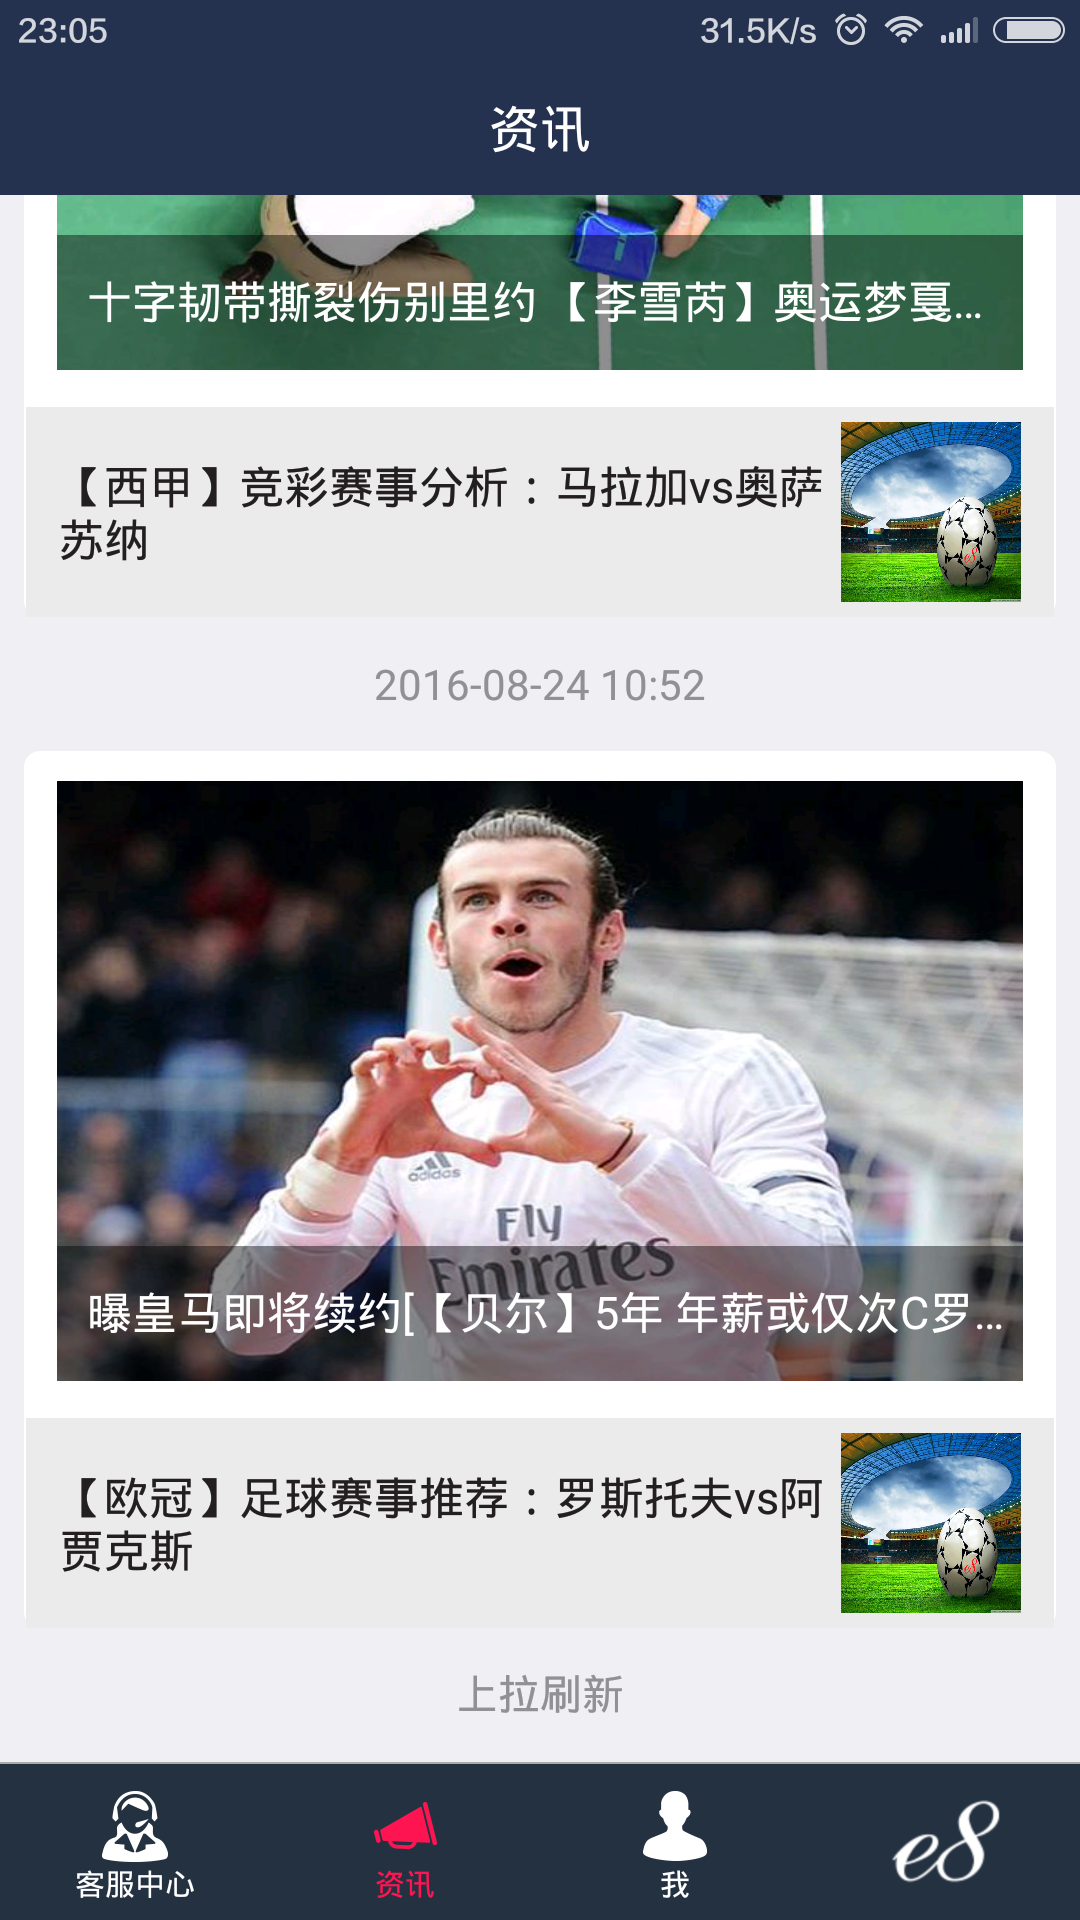 23:05
31.5K/s
资讯
十字韧带撕裂伤别里约 【李雪芮】奥运梦戛...
【西甲】竞彩赛事分析：马拉加vs奥萨
苏纳
2016-08-24 10:52
adidas
Fly
Emirates
曝皇马即将续约[【贝尔】5年 年薪或仅次C罗...
【欧冠】足球赛事推荐：罗斯托夫vs阿
贾克斯
上拉刷新
客服中心
资讯
我
e8